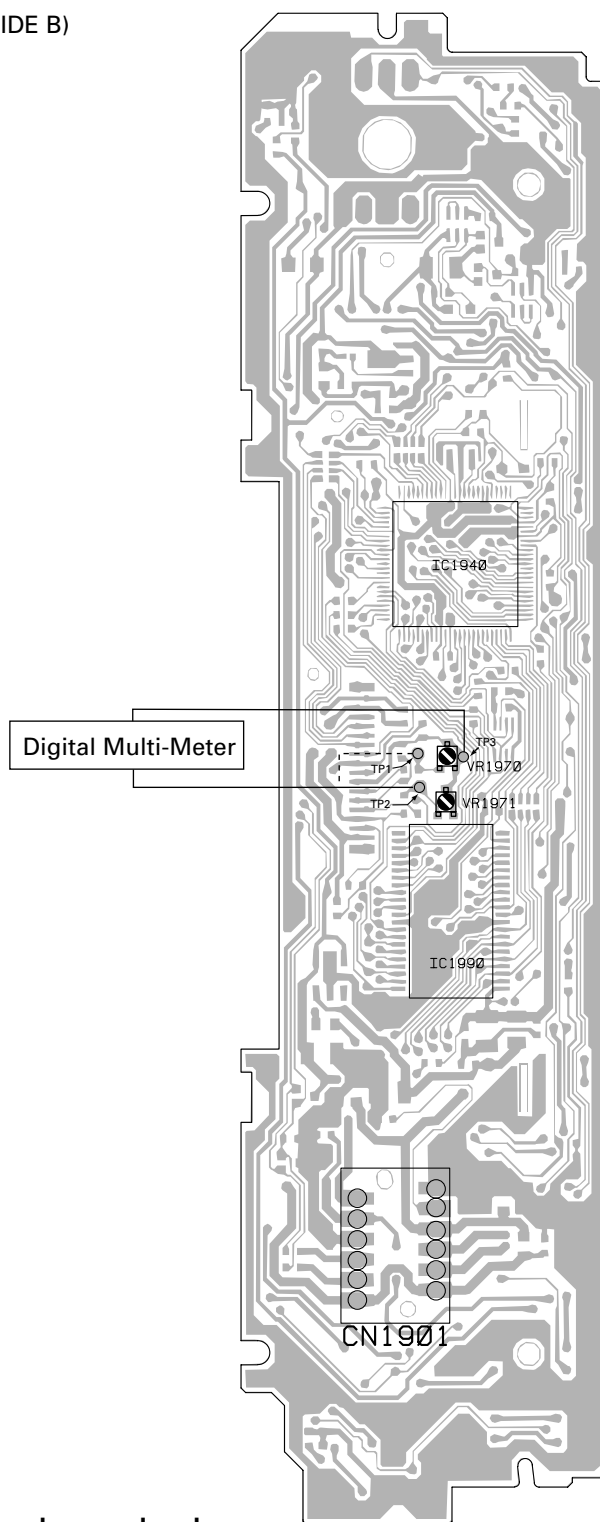 IDE B)
IC1940
Digital Multi-Meter
TP3
TP1
VR1970
TP2
VR1971
IC1990
CN1901